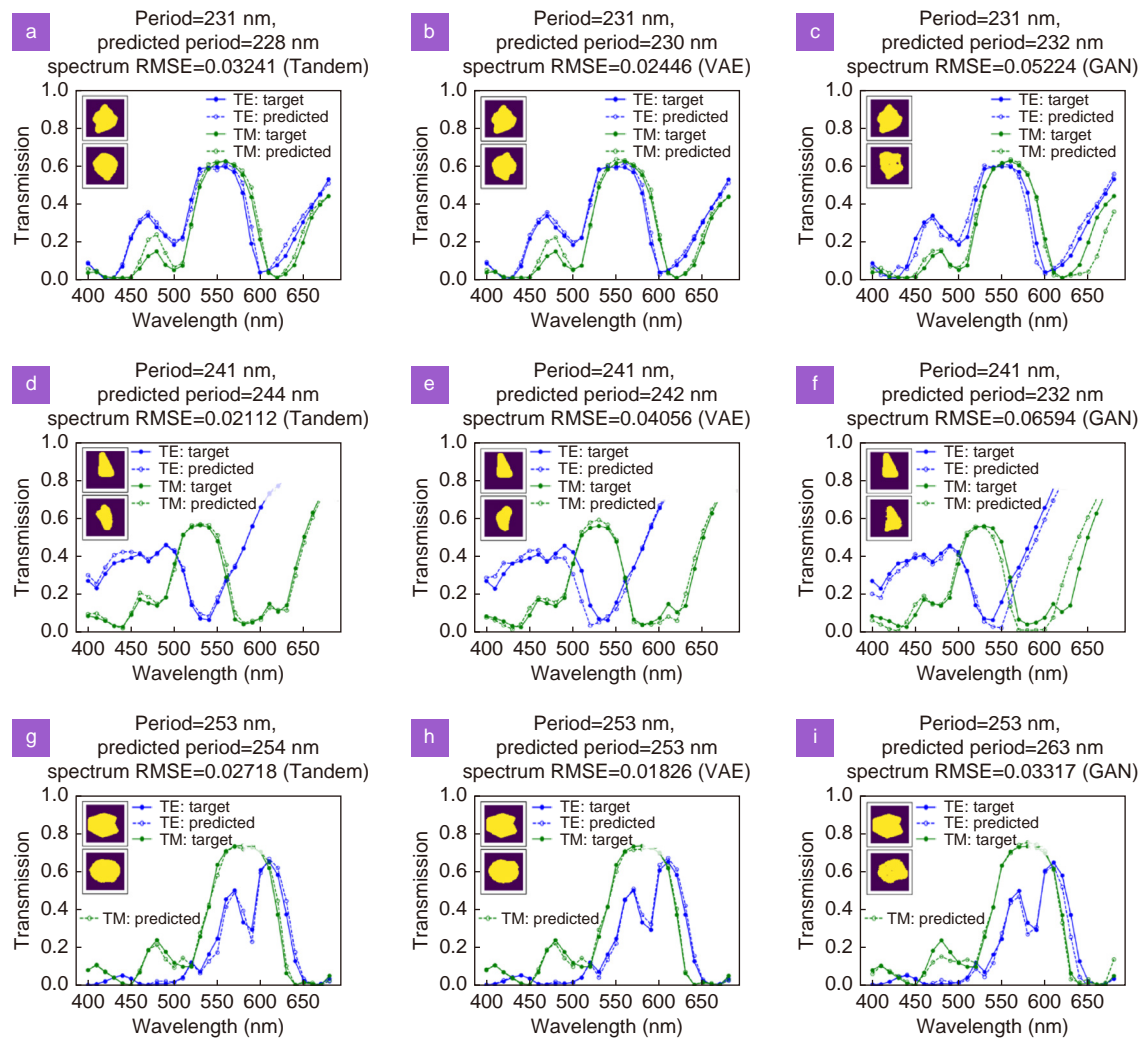 a
Period=231 nm,
predicted period=228 nm
spectrum RMSE=0.03241 (Tandem)
1.0
0.8
0.6
0.4
0.2
0.0
Transmission
TE: target
TE: predicted
TM: target
TM: predicted
400 450 500 550 600 650
Wavelength (nm)
b
Period=231 nm,
predicted period=230 nm
spectrum RMSE=0.02446 (VAE)
1.0
0.8
0.6
0.4
0.2
0.0
Transmission
TE: target
TE: predicted
TM: target
TM: predicted
400 450 500 550 600 650
Wavelength (nm)
c
Period=231 nm,
predicted period=232 nm
spectrum RMSE=0.05224 (GAN)
1.0
0.8
0.6
0.4
0.2
0.0
Transmission
TE: target
TE: predicted
TM: target
TM: predicted
400 450 500 550 600 650
Wavelength (nm)
d
Period=241 nm,
predicted period=244 nm
spectrum RMSE=0.02112 (Tandem)
1.0
0.8
0.6
0.4
0.2
0.0
Transmission
TE: target
TE: predicted
TM: target
TM: predicted
400 450 500 550 600 650
Wavelength (nm)
e
Period=241 nm,
predicted period=242 nm
spectrum RMSE=0.04056 (VAE)
1.0
0.8
0.6
0.4
0.2
0.0
Transmission
TE: target
TE: predicted
TM: target
TM: predicted
400 450 500 550 600 650
Wavelength (nm)
f
Period=241 nm,
predicted period=232 nm
spectrum RMSE=0.06594 (GAN)
1.0
0.8
0.6
0.4
0.2
0.0
Transmission
TE: target
TE: predicted
TM: target
TM: predicted
400 450 500 550 600 650
Wavelength (nm)
g
Period=253 nm,
predicted period=254 nm
spectrum RMSE=0.02718 (Tandem)
1.0
0.8
0.6
0.4
0.2
0.0
Transmission
TE: target
TE: predicted
TM: target
TM: predicted
400 450 500 550 600 650
Wavelength (nm)
h
Period=253 nm,
predicted period=253 nm
spectrum RMSE=0.01826 (VAE)
1.0
0.8
0.6
0.4
0.2
0.0
Transmission
TE: target
TE: predicted
TM: target
TM: predicted
400 450 500 550 600 650
Wavelength (nm)
i
Period=253 nm,
predicted period=263 nm
spectrum RMSE=0.03317 (GAN)
1.0
0.8
0.6
0.4
0.2
0.0
Transmission
TE: target
TE: predicted
TM: target
TM: predicted
400 450 500 550 600 650
Wavelength (nm)